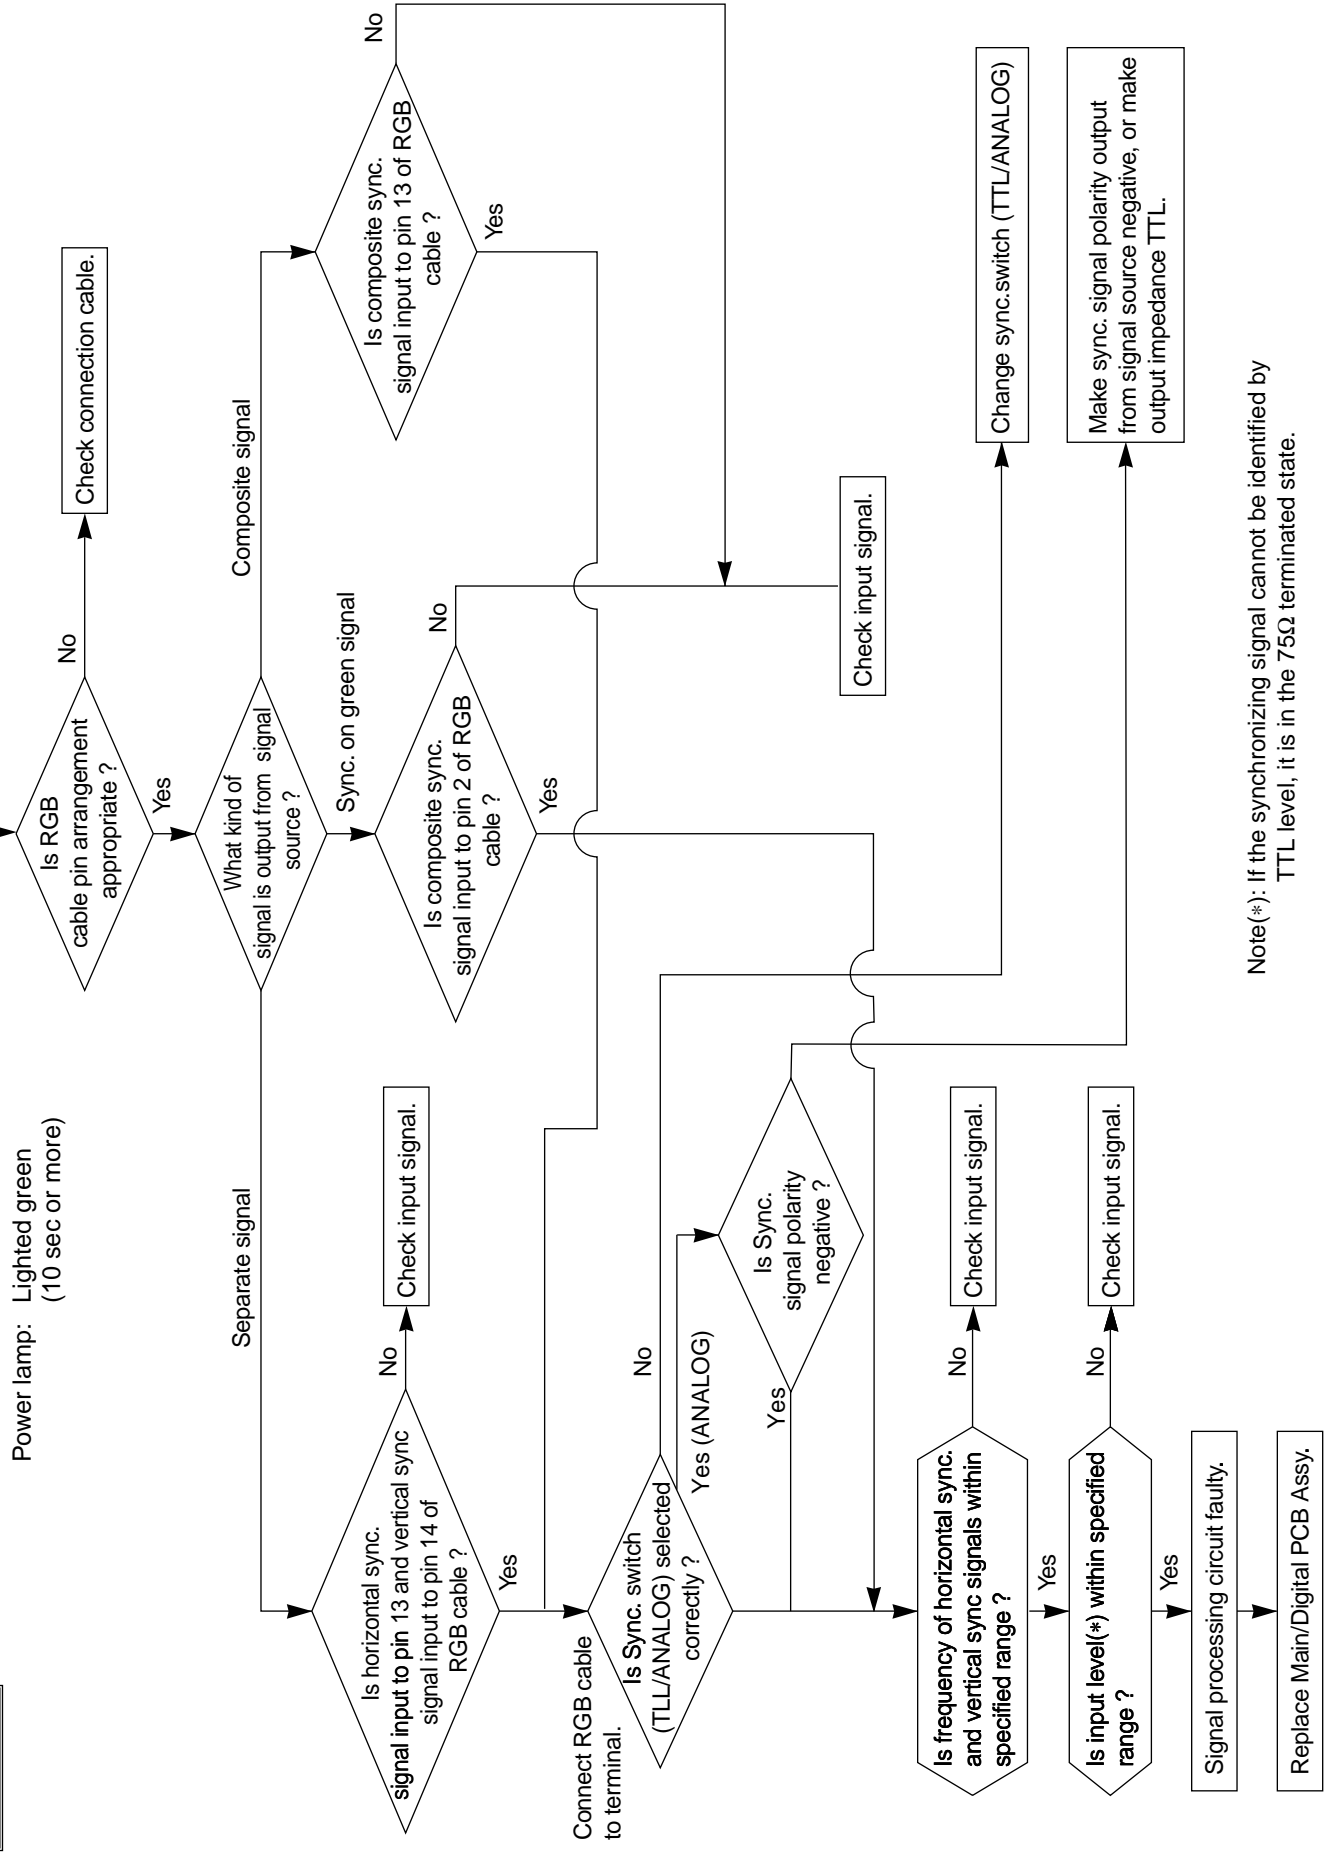 Power lamp: Lighted green
(10 sec or more)
Is RGB
cable pin arrangement
appropriate ?
No
Check connection cable.
Yes
What kind of
signal is output from signal
source ?
Separate signal
Composite signal
Sync. on green signal
Is horizontal sync.
signal input to pin 13 and vertical sync
signal input to pin 14 of
RGB cable ?
No
Check input signal.
Yes
Is composite sync.
signal input to pin 2 of RGB
cable ?
No
Yes
Is composite sync.
signal input to pin 13 of RGB
cable ?
No
Yes
Check input signal.
Connect RGB cable
to terminal.
Is Sync. switch
(TLL/ANALOG) selected
correctly ?
No
Yes (ANALOG)
Change sync.switch (TTL/ANALOG)
Is Sync.
signal polarity
negative ?
Yes
Make sync. signal polarity output
from signal source negative, or make
output impedance TTL.
Is frequency of horizontal sync.
and vertical sync signals within
specified range ?
No
Check input signal.
Yes
Is input level(*) within specified
range ?
No
Check input signal.
Yes
Signal processing circuit faulty.
Replace Main/Digital PCB Assy.
Note(*): If the synchronizing signal cannot be identified by
TTL level, it is in the 75Ω terminated state.